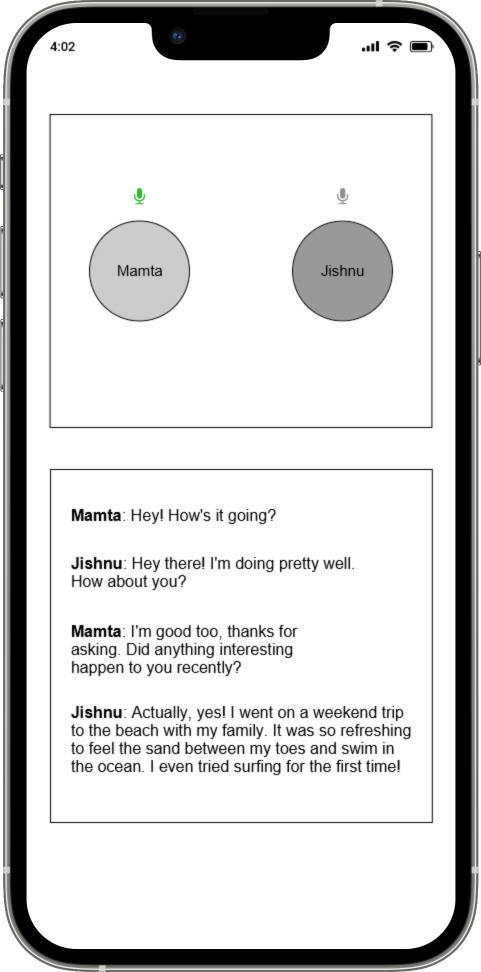 4:02
Mamta
Jishnu
Mamta: Hey! How's it going?
Jishnu: Hey there! I'm doing pretty well.
How about you?
Mamta: I'm good too, thanks for
asking. Did anything interesting
happen to you recently?
Jishnu: Actually, yes! I went on a weekend trip
to the beach with my family. It was so refreshing
to feel the sand between my toes and swim in
the ocean. I even tried surfing for the first time!